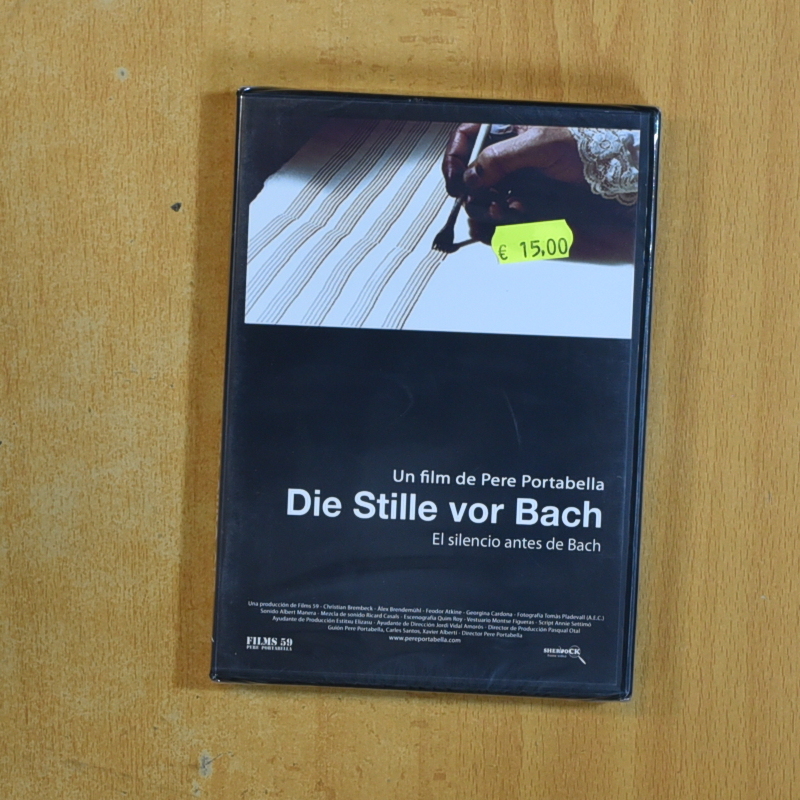 € 15,00
Un film de Pere Portabella
Die Stille vor Bach
El silencio antes de Bach
Una producción de Films 59 - Christian Brembeck - Àlex Brendemühl - Feodor Atkine - Georgina Cardona - Fotografía Tomàs Pladevall (A.E.C.)
Sonido Albert Manera - Mezcla de sonido Ricard Casals - Escenografía Quim Roy - Vestuario Montse Figueras - Script Annie Settimó
Ayudante de Producción Estitxu Elizasu - Ayudante de Dirección Jordi Vidal Amorós - Director de Producción Pasqual Otal
Guión Pere Portabella, Carles Santos, Xavier Albertí - Director Pere Portabella
www.pereportabella.com
FILMS 59
PERE PORTABELLA